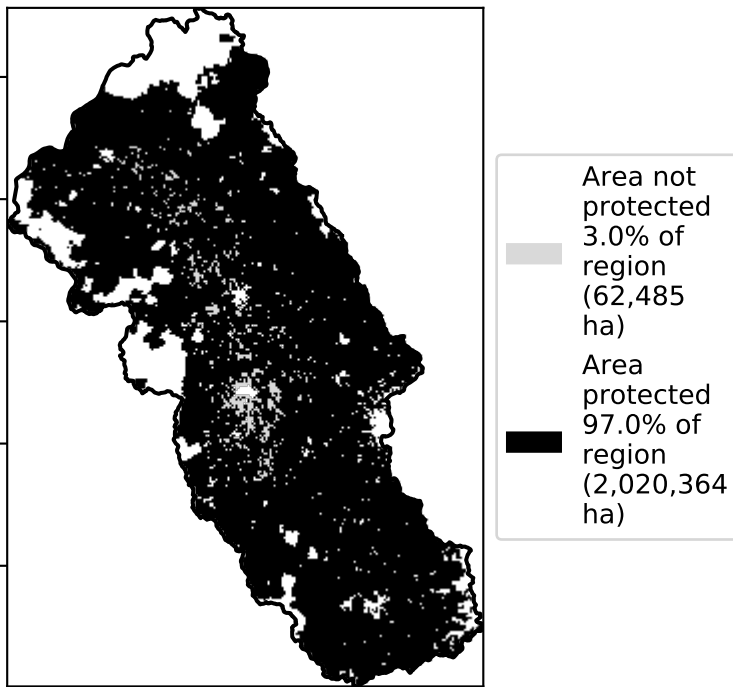 Area not
protected
3.0% of
region
(62,485
ha)
Area
protected
97.0% of
region
(2,020,364
ha)